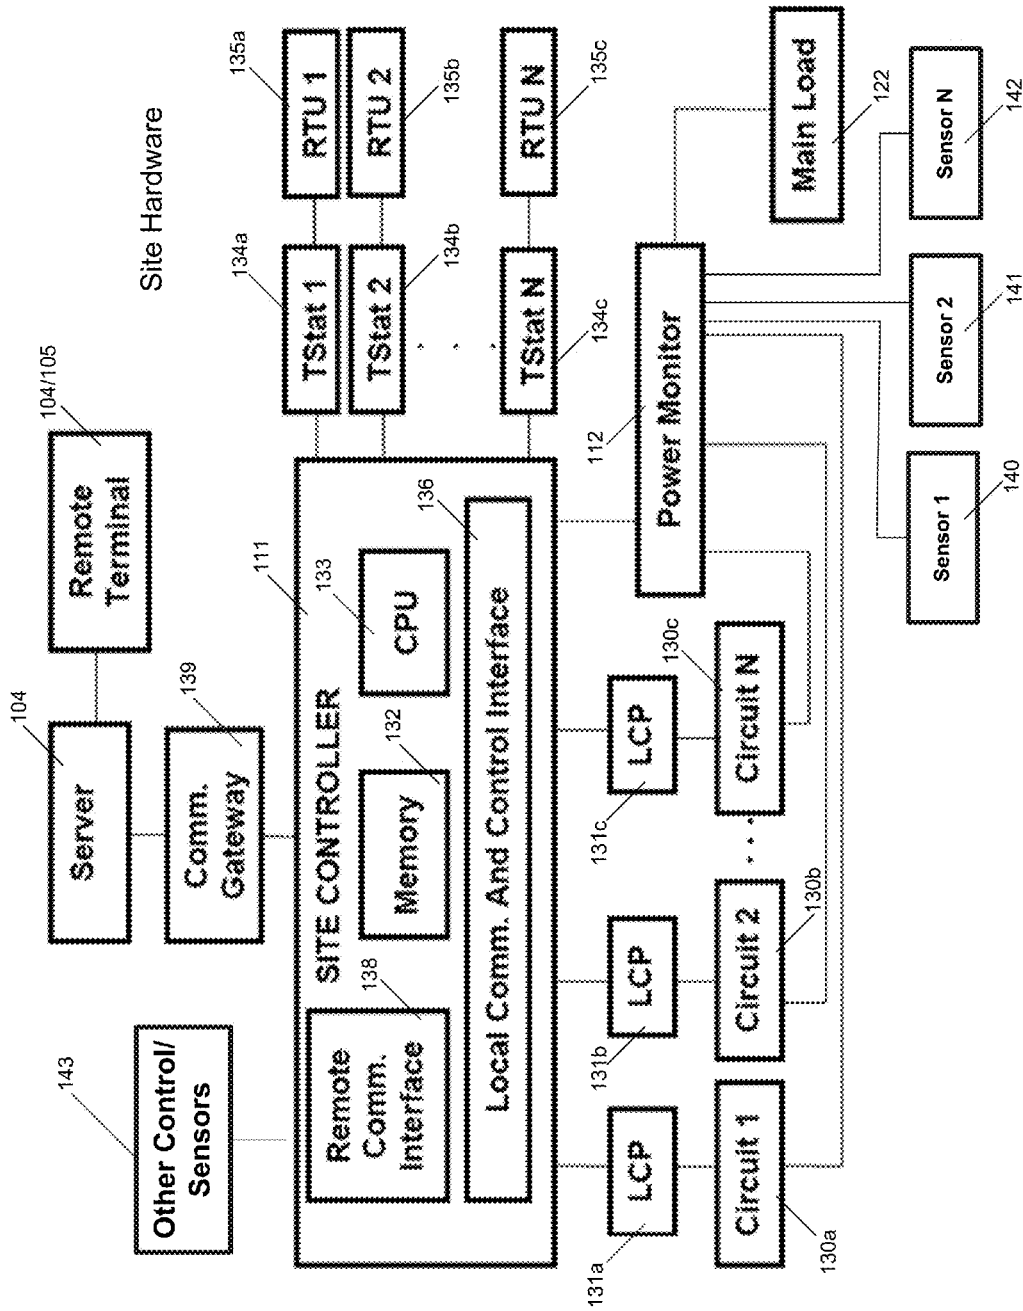 Site Hardware
143
Other Control/
Sensors
104
Server
104/105
Remote
Terminal
139
Comm.
Gateway
111
SITE CONTROLLER
138
Remote
Comm.
Interface
132
Memory
133
CPU
136
Local Comm. And Control Interface
134a
TStat 1
135a
RTU 1
134b
TStat 2
135b
RTU 2
. . .
134c
TStat N
135c
RTU N
131a
LCP
131b
LCP
131c
LCP
130a
Circuit 1
130b
Circuit 2
. . . .
130c
Circuit N
112
Power Monitor
122
Main Load
140
Sensor 1
141
Sensor 2
142
Sensor N